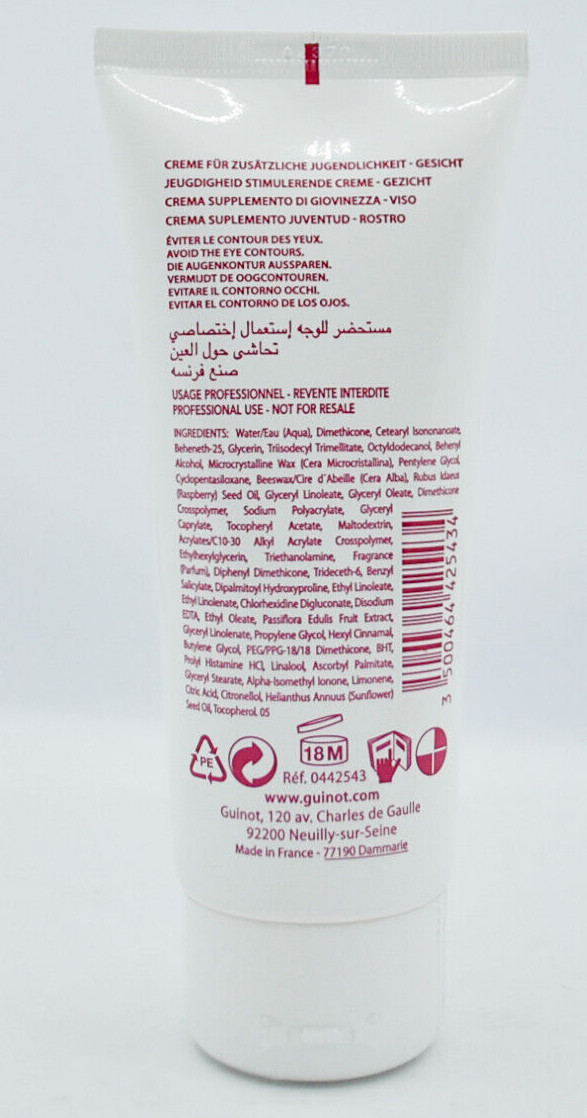 CREME FÜR ZUSÄTZLICHE JUGENDLICHKEIT - GESICHT
JEUGDIGHEID STIMULERENDE CREME - GEZICHT
CREMA SUPPLEMENTO DI GIOVINEZZA - VISO
CREMA SUPLEMENTO JUVENTUD - ROSTRO
ÉVITER LE CONTOUR DES YEUX.
AVOID THE EYE CONTOURS.
DIE AUGENKONTUR AUSSPAREN.
VERMIJDT DE OOGCONTOUREN.
EVITARE IL CONTORNO OCCHI.
EVITAR EL CONTORNO DE LOS OJOS.
مستحضر للوجه إستعمال إختصاصي
تحاشى حول العين
صنع فرنسه
USAGE PROFESSIONNEL - REVENTE INTERDITE
PROFESSIONAL USE - NOT FOR RESALE
INGREDIENTS: Water/Eau (Aqua), Dimethicone, Cetearyl Isononanoate,
Beheneth-25, Glycerin, Triisodecyl Trimellitate, Octyldodecanol, Behenyl
Alcohol, Microcrystalline Wax (Cera Microcristallina), Pentylene Glycol,
Cyclopentasiloxane, Beeswax/Cire d'Abeille (Cera Alba), Rubus Idaeus
(Raspberry) Seed Oil, Glyceryl Linoleate, Glyceryl Oleate, Dimethicone
Crosspolymer, Sodium Polyacrylate, Glyceryl
Caprylate, Tocopheryl Acetate, Maltodextrin,
Acrylates/C10-30 Alkyl Acrylate Crosspolymer,
Ethylhexylglycerin, Triethanolamine, Fragrance
(Parfum), Diphenyl Dimethicone, Trideceth-6, Benzyl
Salicylate, Dipalmitoyl Hydroxyproline, Ethyl Linoleate,
Ethyl Linolenate, Chlorhexidine Digluconate, Disodium
EDTA, Ethyl Oleate, Passiflora Edulis Fruit Extract,
Glyceryl Linolenate, Propylene Glycol, Hexyl Cinnamal,
Butylene Glycol, PEG/PPG-18/18 Dimethicone, BHT,
Prolyl Histamine HCl, Linalool, Ascorbyl Palmitate,
Glyceryl Stearate, Alpha-Isomethyl Ionone, Limonene,
Citric Acid, Citronellol, Helianthus Annuus (Sunflower)
Seed Oil, Tocopherol. 05
3 500464 425434
PE
18M
Réf. 0442543
www.guinot.com
Guinot, 120 av. Charles de Gaulle
92200 Neuilly-sur-Seine
Made in France - 77190 Dammarie